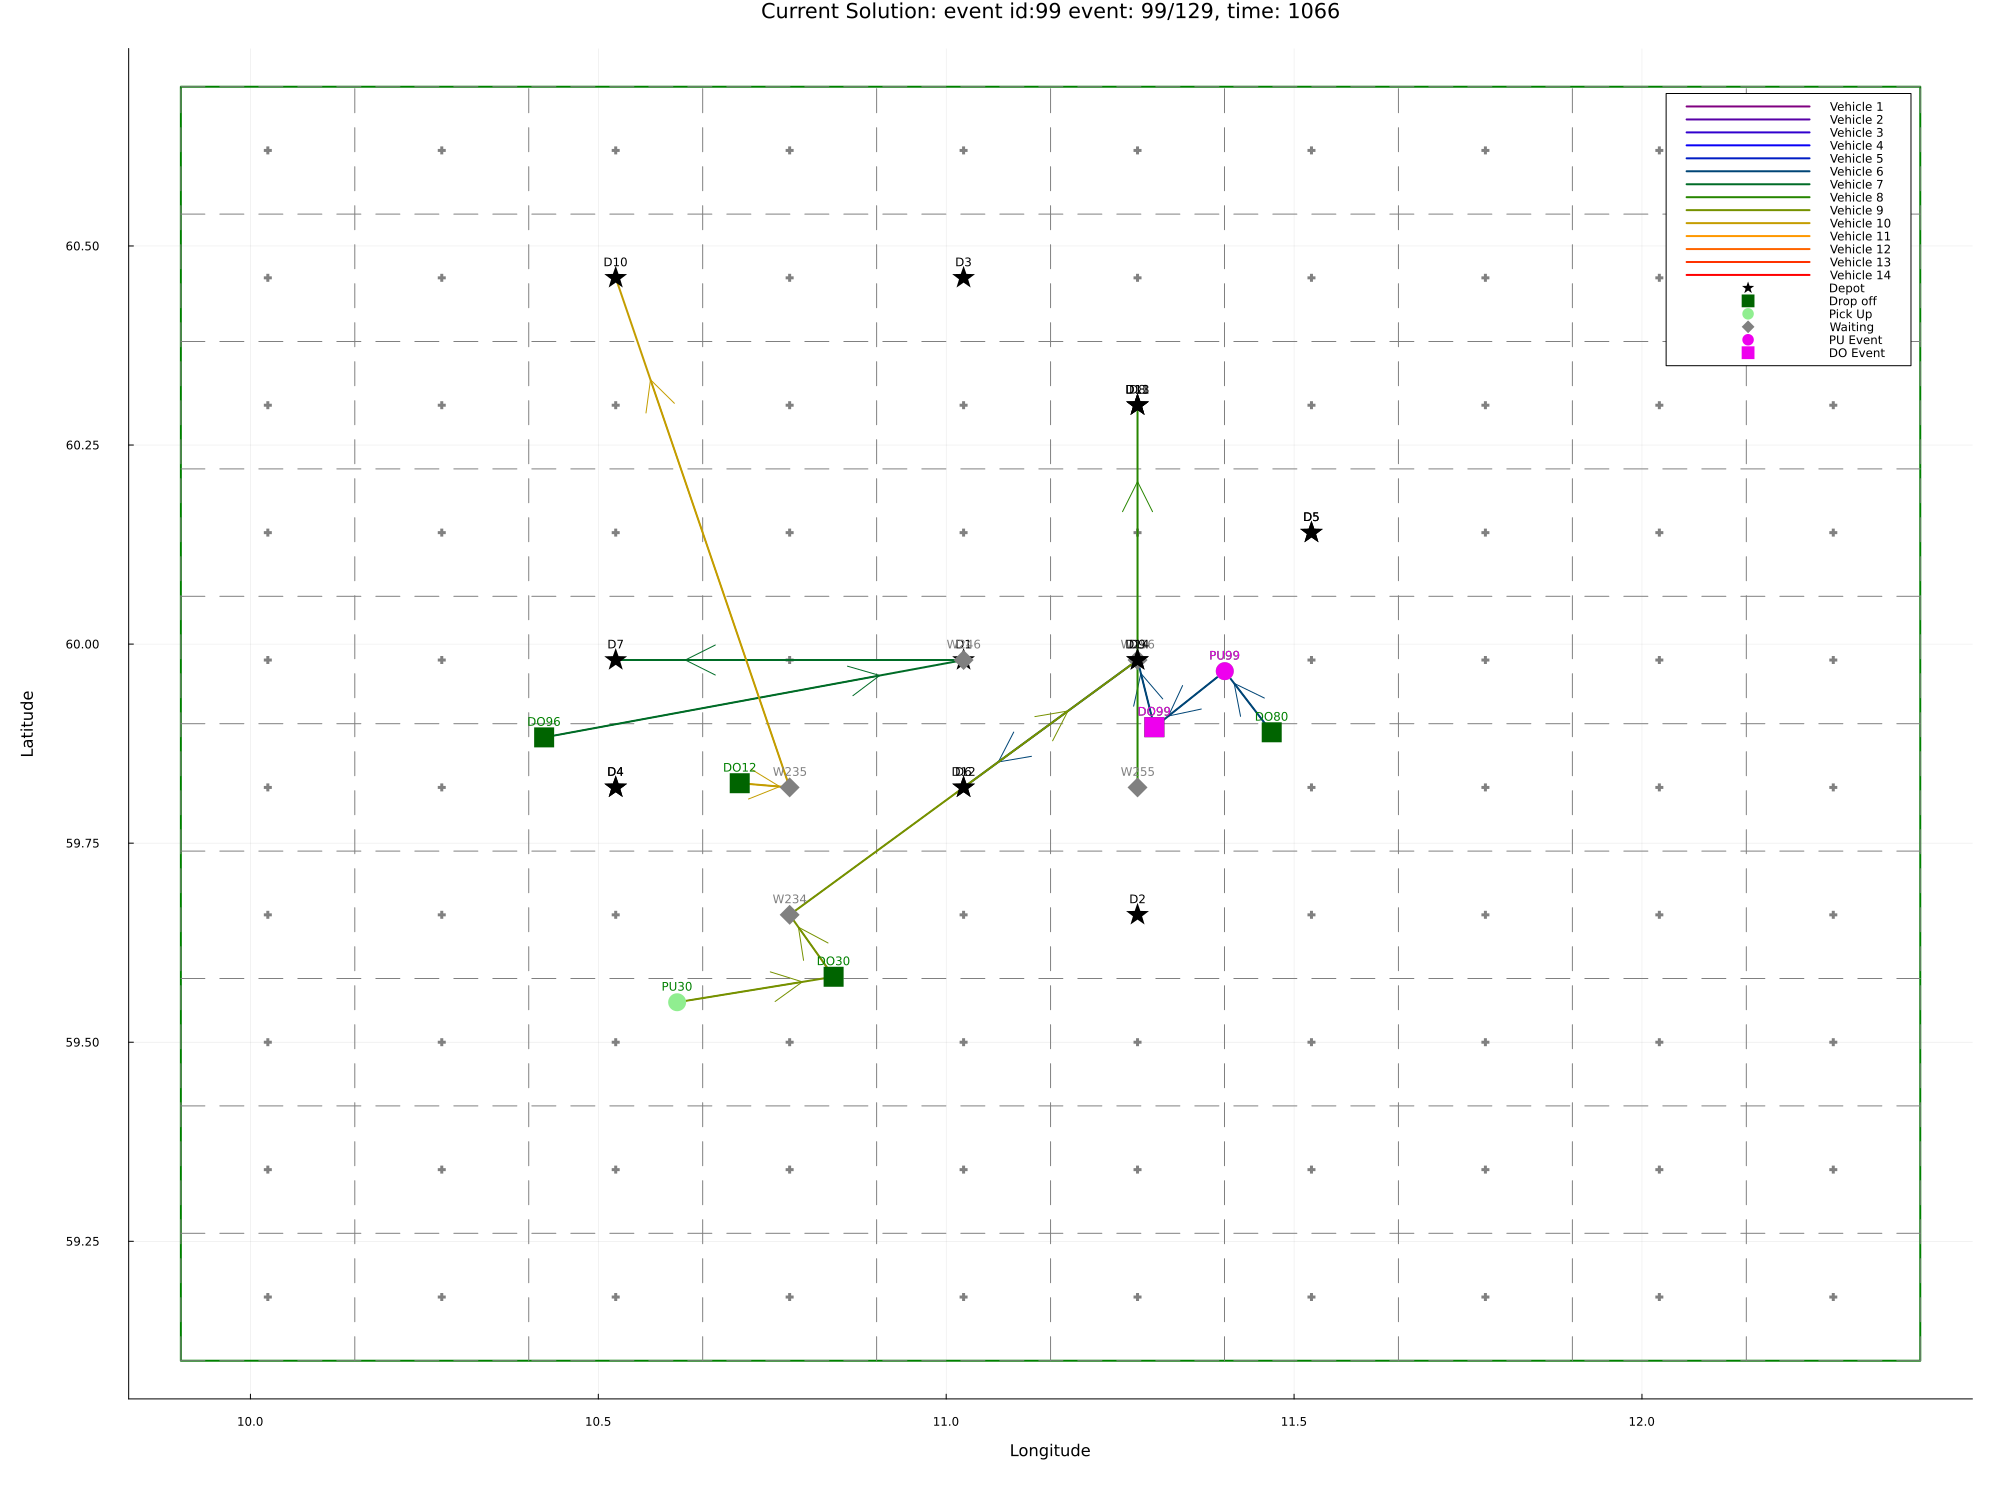 Current Solution: event id:99 event: 99/129, time: 1066
Vehicle 1
Vehicle 2
Vehicle 3
Vehicle 4
Vehicle 5
Vehicle 6
Vehicle 7
Vehicle 8
Vehicle 9
Vehicle 10
Vehicle 11
Vehicle 12
Vehicle 13
Vehicle 14
Depot
Drop off
Pick Up
Waiting
PU Event
DO Event
60.50
D10
D3
60.25
D5
60.00
D7
D1
PU99
DO96
DO99
DO80
D4
DO12
W235
W255
59.75
W234
D2
DO30
PU30
59.50
59.25
10.0
10.5
11.0
11.5
12.0
Latitude
Longitude